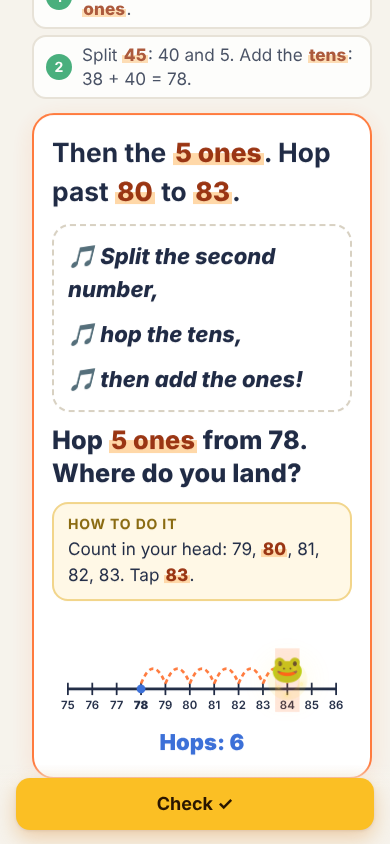 ones.
2
Split 45: 40 and 5. Add the tens:
38 + 40 = 78.
Then the 5 ones. Hop
past 80 to 83.
🎵 Split the second
number,
🎵 hop the tens,
🎵 then add the ones!
Hop 5 ones from 78.
Where do you land?
HOW TO DO IT
Count in your head: 79, 80, 81,
82, 83. Tap 83.
75 76 77 78 79 80 81 82 83 84 85 86
Hops: 6
Check ✓